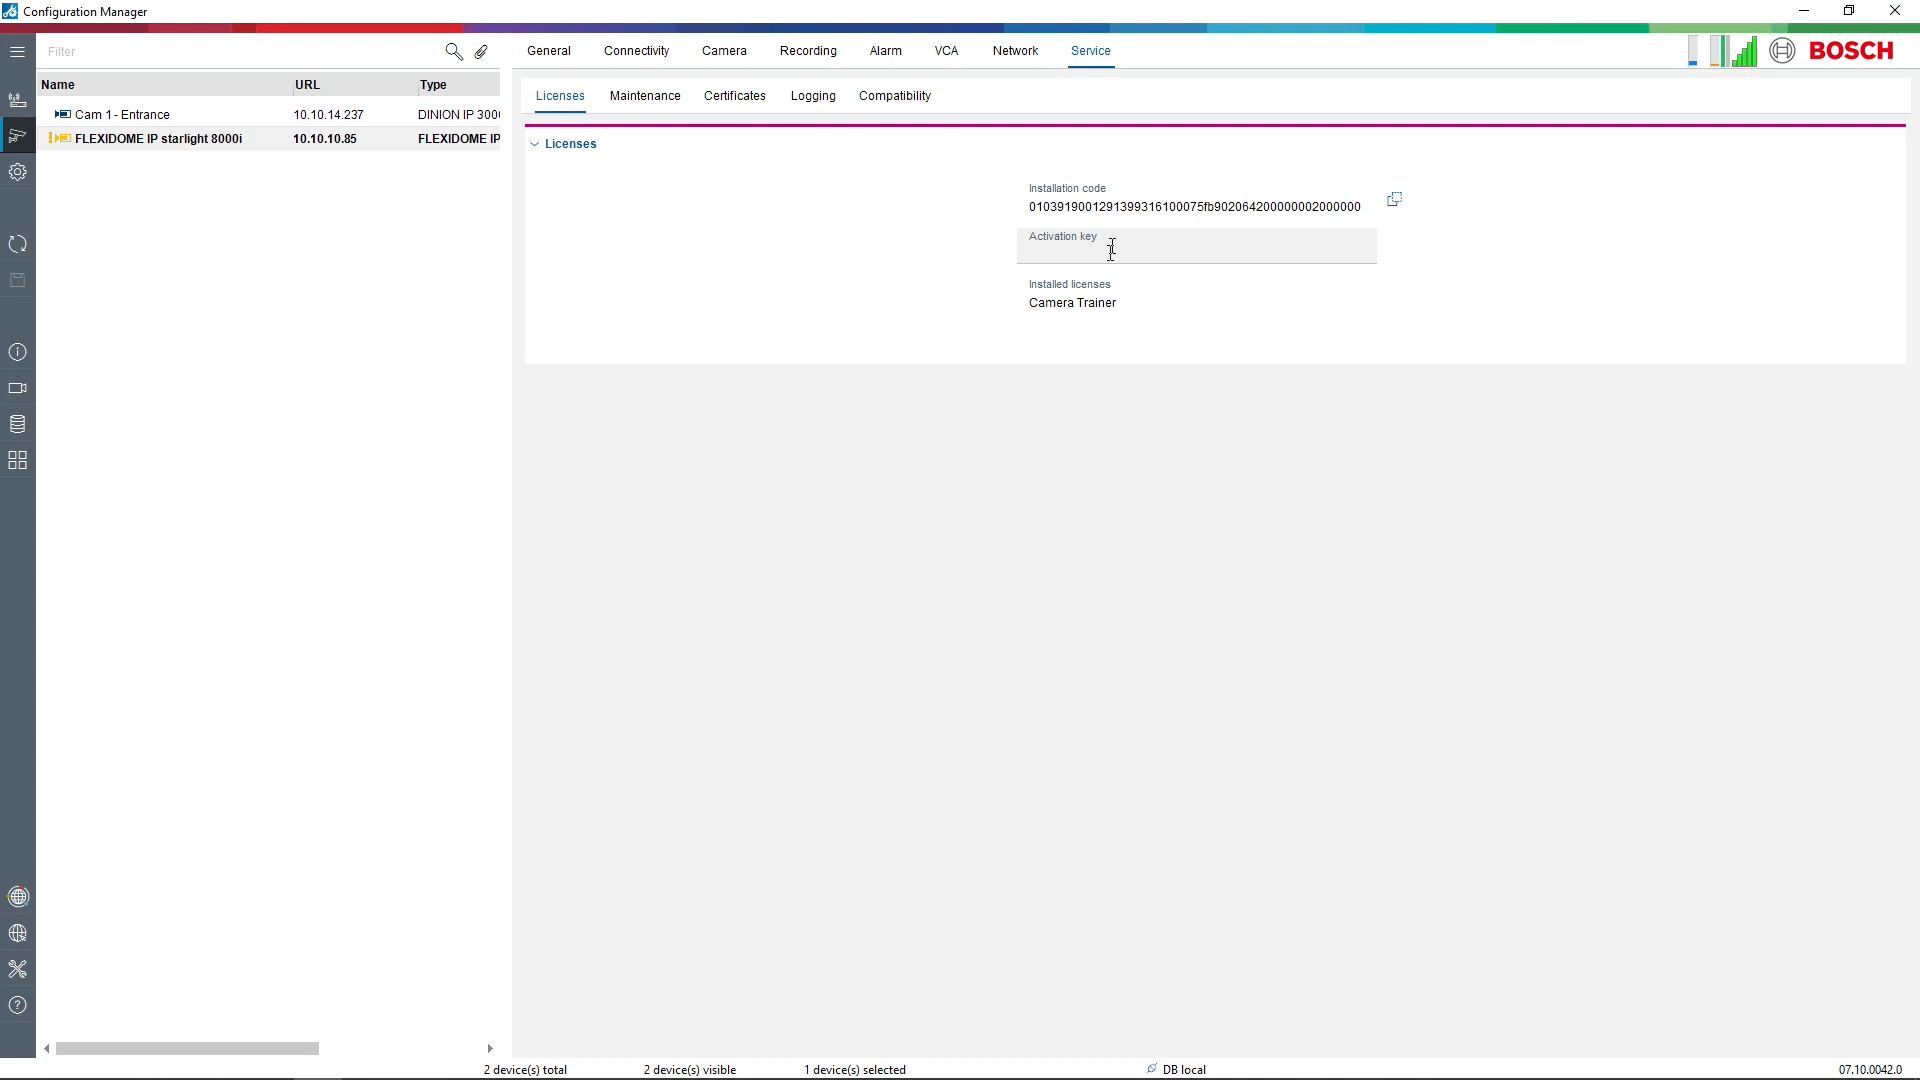 Configuration Manager
Filter
General Connectivity Camera Recording Alarm VCA Network Service
BOSCH
Name URL Type
Cam 1 - Entrance 10.10.14.237 DINION IP 300
FLEXIDOME IP starlight 8000i 10.10.10.85 FLEXIDOME IP
Licenses Maintenance Certificates Logging Compatibility
Licenses
Installation code
0103919001291399316100075fb902064200000002000000
Activation key
Installed licenses
Camera Trainer
2 device(s) total 2 device(s) visible 1 device(s) selected DB local 07.10.0042.0